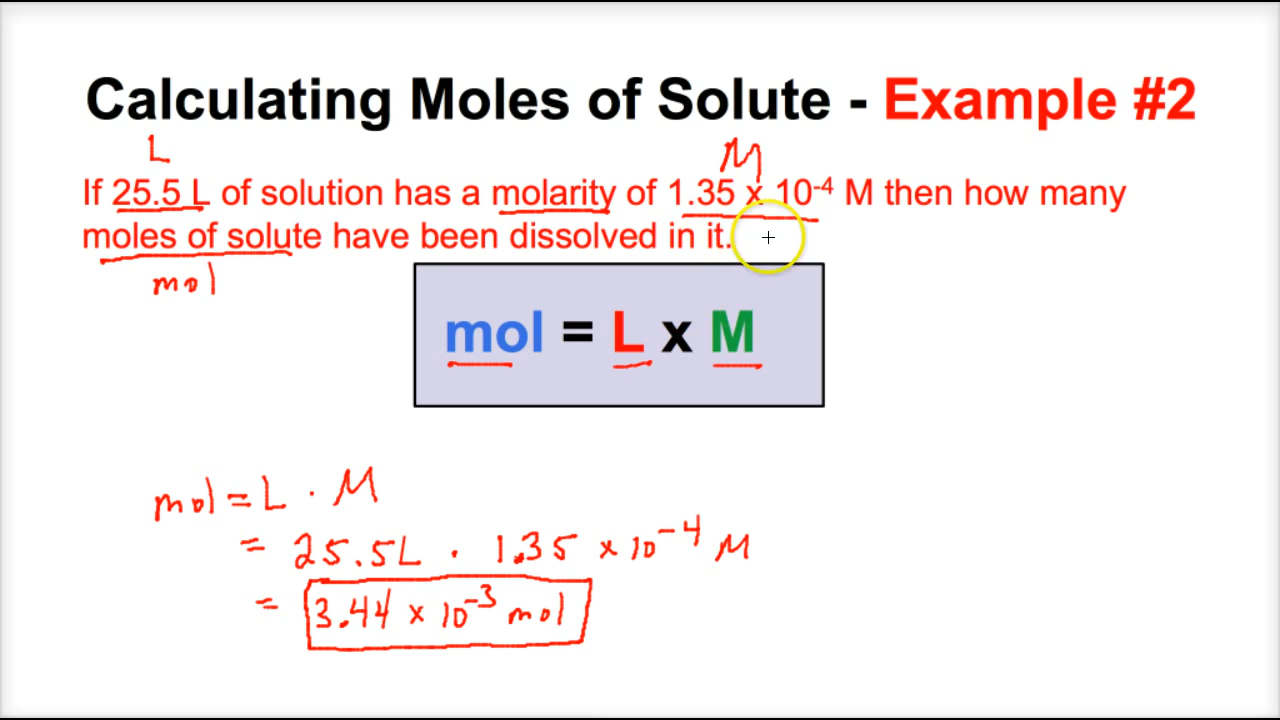 Calculating Moles of Solute - Example #2
L M
If 25.5 L of solution has a molarity of 1.35 x 10⁻⁴ M then how many
moles of solute have been dissolved in it.
mol
mol = L x M
mol = L · M
= 25.5L · 1.35 x 10⁻⁴ M
= 3.44 x 10⁻³ mol